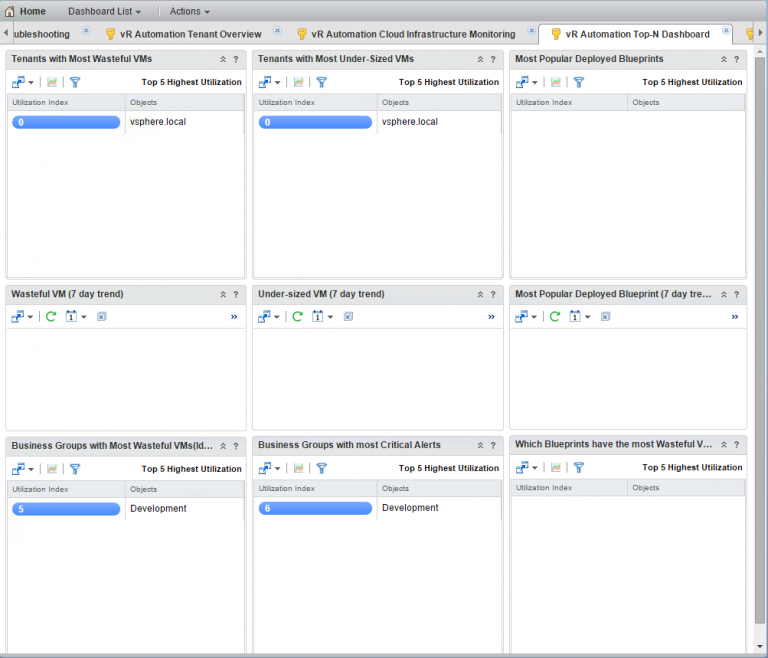 Home Dashboard List Actions
ubleshooting vR Automation Tenant Overview vR Automation Cloud Infrastructure Monitoring vR Automation Top-N Dashboard
Tenants with Most Wasteful VMs ?
Top 5 Highest Utilization
Utilization Index Objects
0 vsphere.local
Tenants with Most Under-Sized VMs ?
Top 5 Highest Utilization
Utilization Index Objects
0 vsphere.local
Most Popular Deployed Blueprints ?
Top 5 Highest Utilization
Utilization Index Objects
Wasteful VM (7 day trend) ?
1 »
Under-sized VM (7 day trend) ?
1 »
Most Popular Deployed Blueprint (7 day tre... ?
1 »
Business Groups with Most Wasteful VMs(Id... ?
Top 5 Highest Utilization
Utilization Index Objects
5 Development
Business Groups with most Critical Alerts ?
Top 5 Highest Utilization
Utilization Index Objects
6 Development
Which Blueprints have the most Wasteful V... ?
Top 5 Highest Utilization
Utilization Index Objects